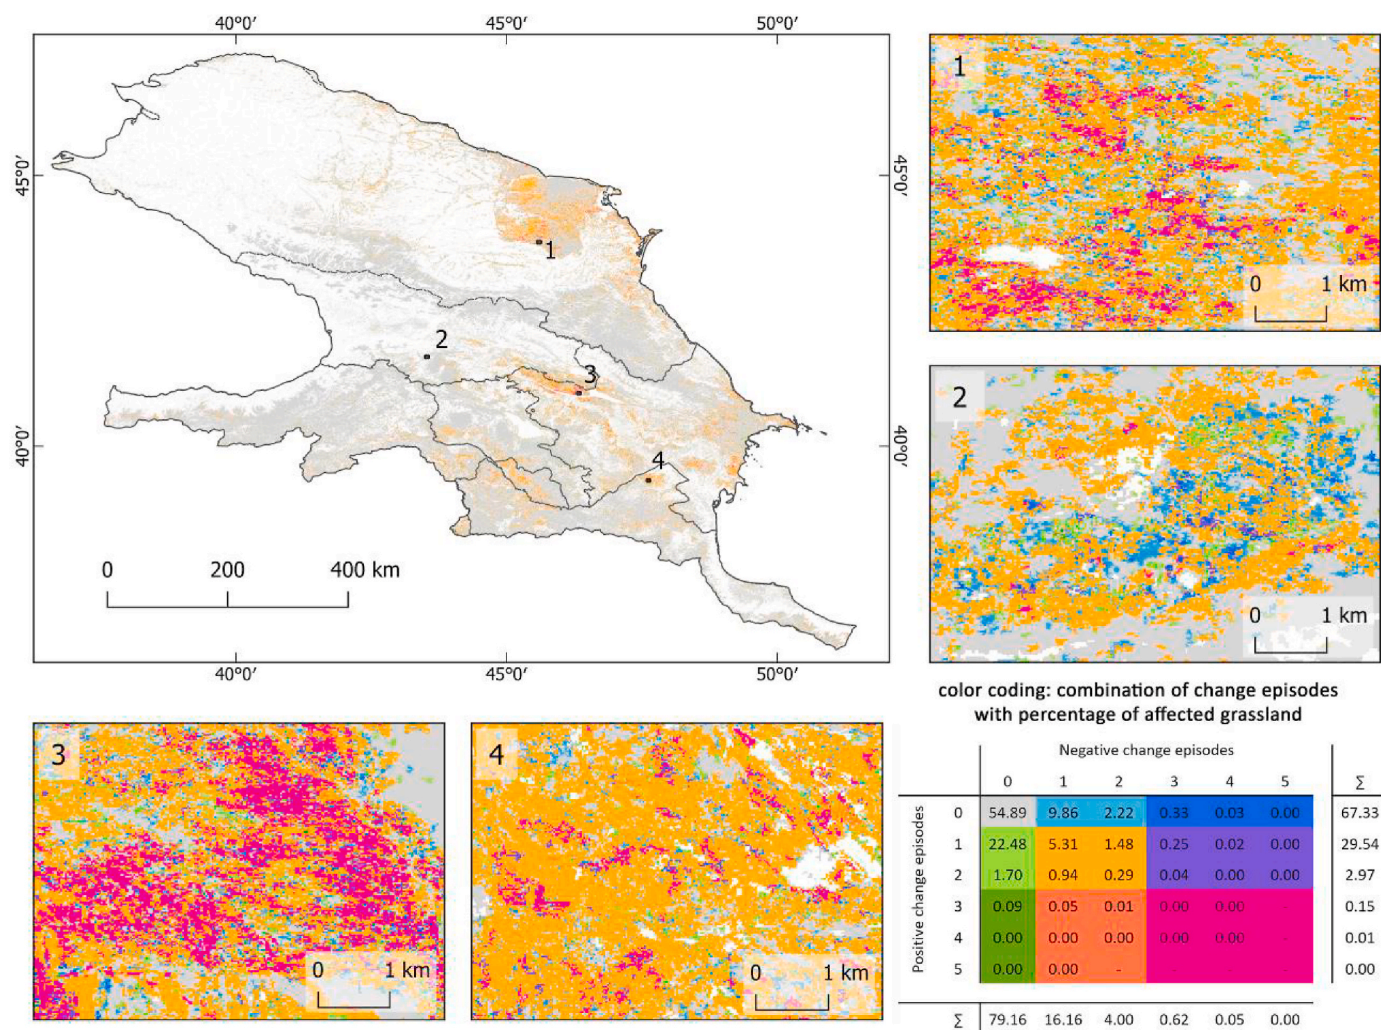 40°0′ 45°0′ 50°0′
45°0′ 45°0′
40°0′ 40°0′
1
2
3
4
0 200 400 km
40°0′ 45°0′ 50°0′
1
0 1 km
2
0 1 km
3
0 1 km
4
0 1 km
color coding: combination of change episodes
with percentage of affected grassland
Negative change episodes
0 1 2 3 4 5 Σ
Positive change episodes
0 54.89 9.86 2.22 0.33 0.03 0.00 67.33
1 22.48 5.31 1.48 0.25 0.02 0.00 29.54
2 1.70 0.94 0.29 0.04 0.00 0.00 2.97
3 0.09 0.05 0.01 0.00 0.00 - 0.15
4 0.00 0.00 0.00 0.00 0.00 - 0.01
5 0.00 0.00 - 0.00
Σ 79.16 16.16 4.00 0.62 0.05 0.00